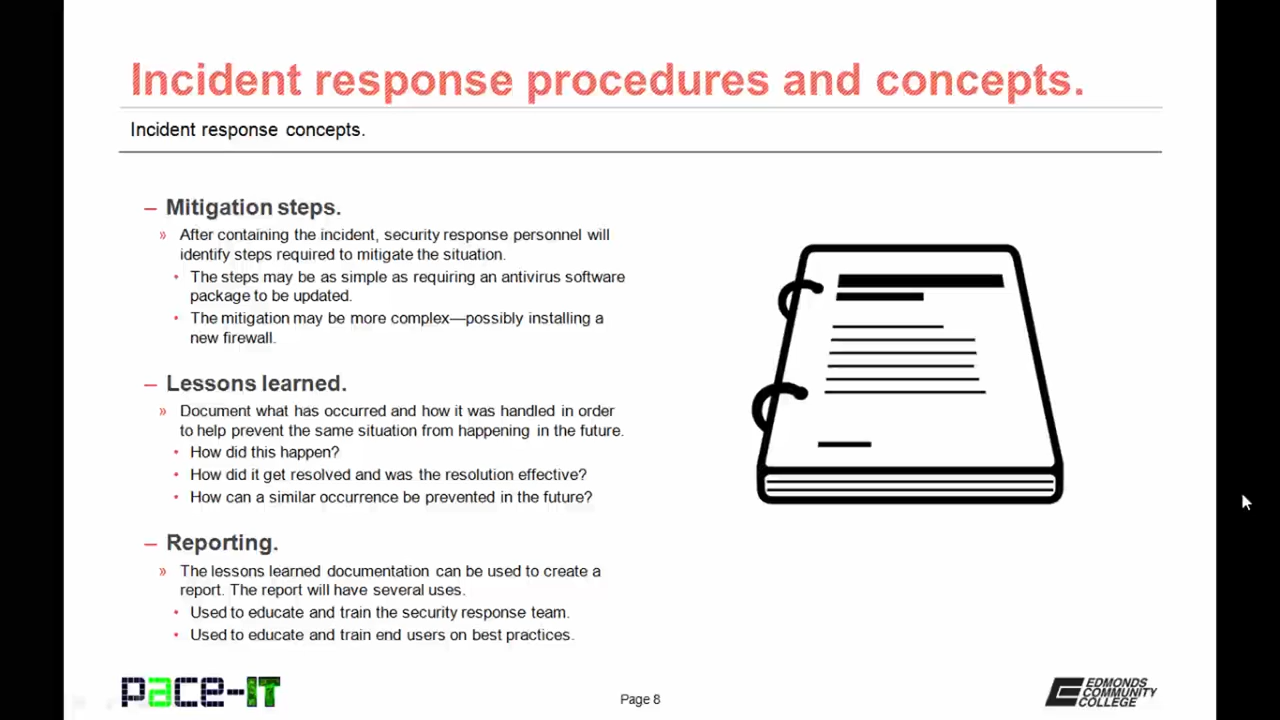 Incident response procedures and concepts.
Incident response concepts.
– Mitigation steps.
» After containing the incident, security response personnel will
identify steps required to mitigate the situation.
• The steps may be as simple as requiring an antivirus software
package to be updated.
• The mitigation may be more complex—possibly installing a
new firewall.
– Lessons learned.
» Document what has occurred and how it was handled in order
to help prevent the same situation from happening in the future.
• How did this happen?
• How did it get resolved and was the resolution effective?
• How can a similar occurrence be prevented in the future?
– Reporting.
» The lessons learned documentation can be used to create a
report. The report will have several uses.
• Used to educate and train the security response team.
• Used to educate and train end users on best practices.
pace-IT
Page 8
EDMONDS
COMMUNITY
COLLEGE